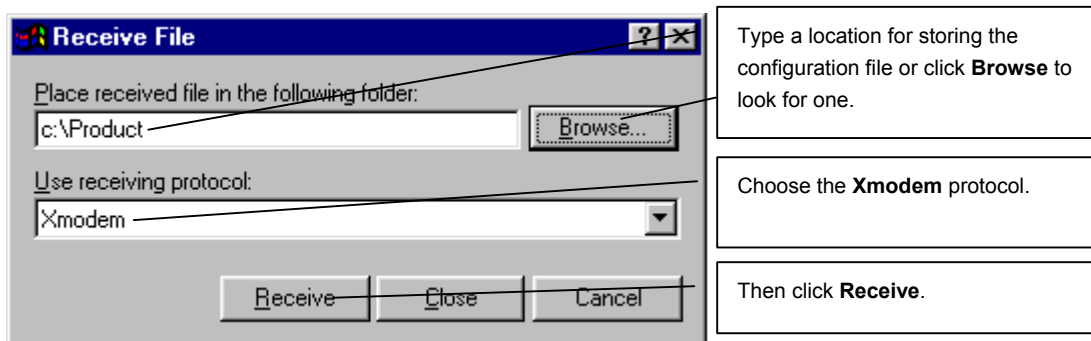 Receive File
Place received file in the following folder:
c:\Product
Browse...
Use receiving protocol:
Xmodem
Receive
Close
Cancel
Type a location for storing the
configuration file or click Browse to
look for one.
Choose the Xmodem protocol.
Then click Receive.